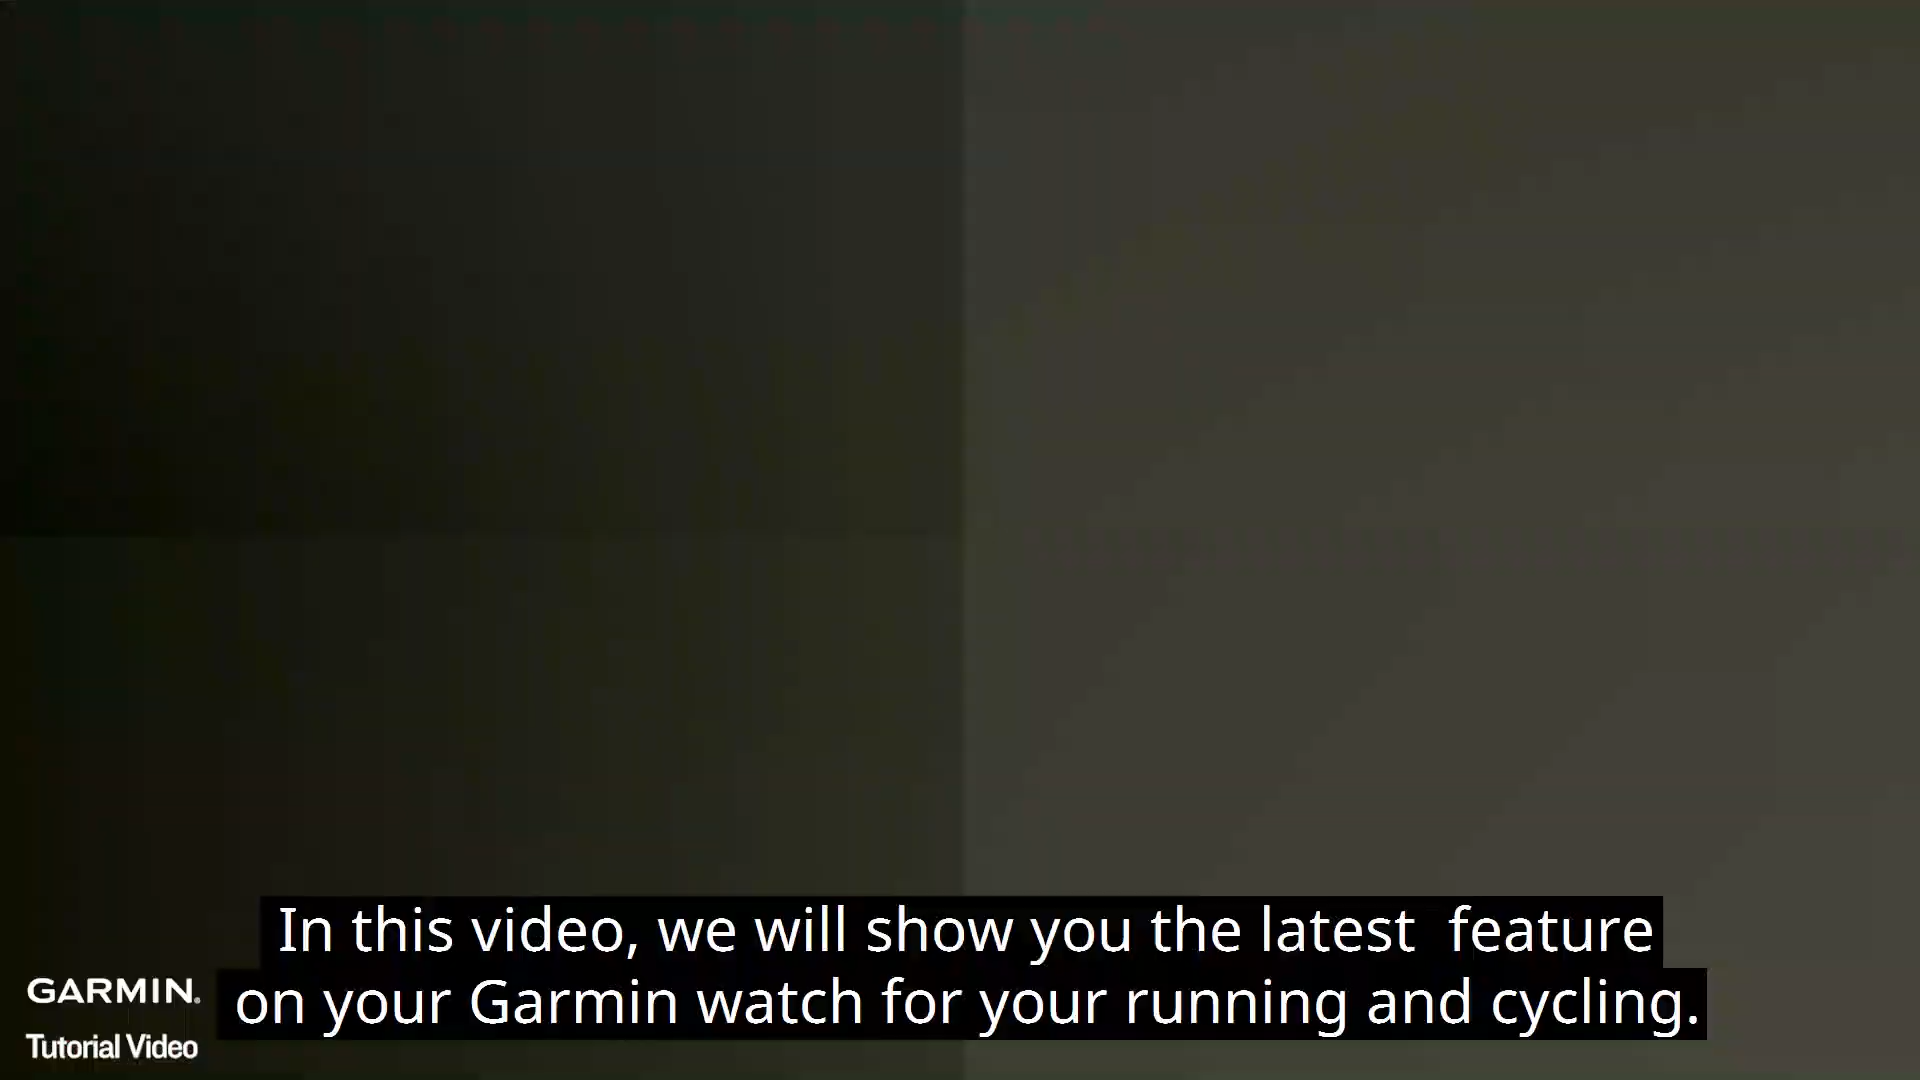 In this video, we will show you the latest  feature
on your Garmin watch for your running and cycling.
GARMIN.
Tutorial Video